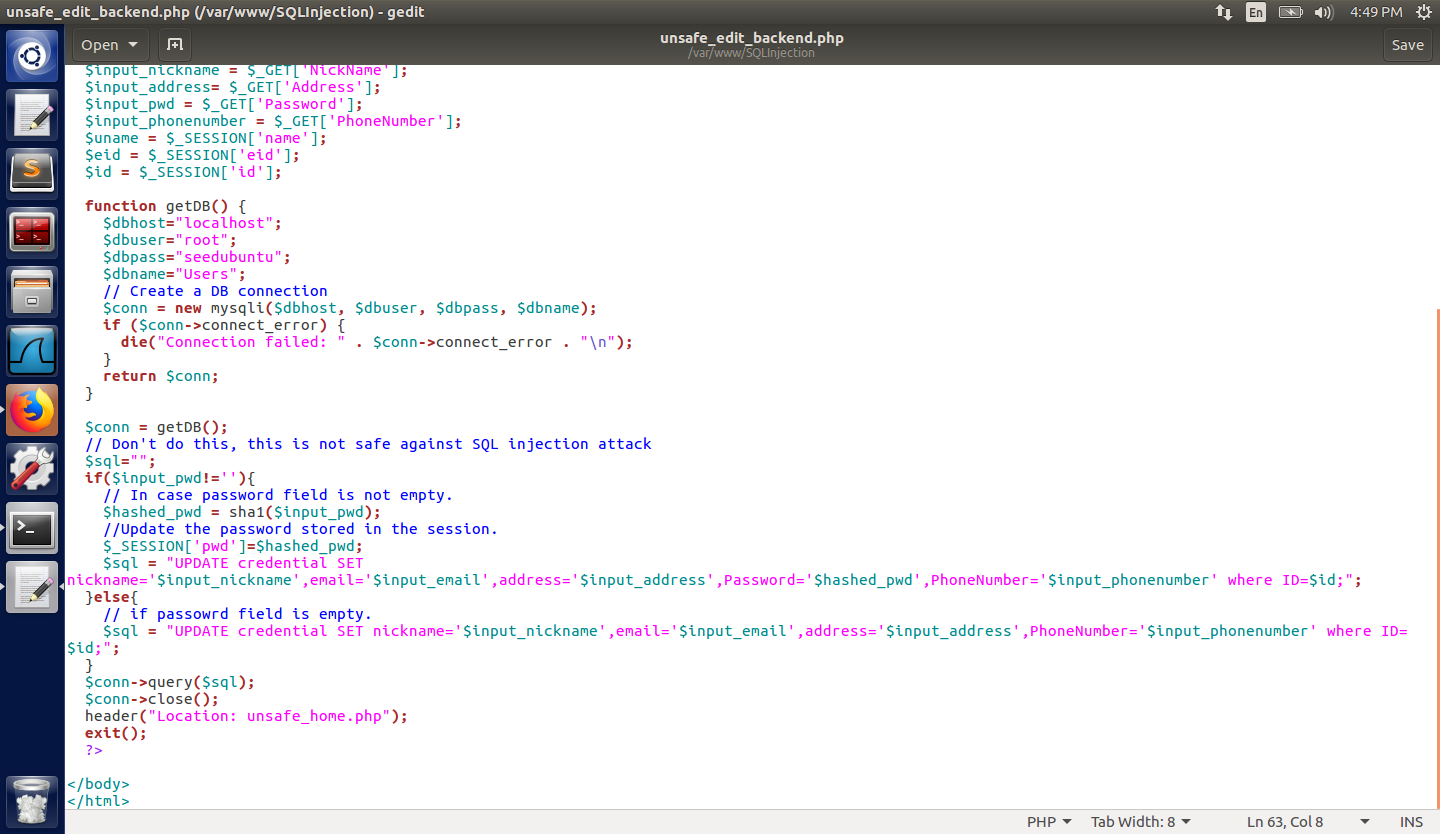 unsafe_edit_backend.php (/var/www/SQLInjection) - gedit
En
4:49 PM
Open
unsafe_edit_backend.php
/var/www/SQLInjection
Save
$input_nickname = $_GET['NickName'];
$input_address= $_GET['Address'];
$input_pwd = $_GET['Password'];
$input_phonenumber = $_GET['PhoneNumber'];
$uname = $_SESSION['name'];
$eid = $_SESSION['eid'];
$id = $_SESSION['id'];
function getDB() {
$dbhost="localhost";
$dbuser="root";
$dbpass="seedubuntu";
$dbname="Users";
// Create a DB connection
$conn = new mysqli($dbhost, $dbuser, $dbpass, $dbname);
if ($conn->connect_error) {
die("Connection failed: " . $conn->connect_error . "\n");
}
return $conn;
}
$conn = getDB();
// Don't do this, this is not safe against SQL injection attack
$sql="";
if($input_pwd!=''){
// In case password field is not empty.
$hashed_pwd = sha1($input_pwd);
//Update the password stored in the session.
$_SESSION['pwd']=$hashed_pwd;
$sql = "UPDATE credential SET
nickname='$input_nickname',email='$input_email',address='$input_address',Password='$hashed_pwd',PhoneNumber='$input_phonenumber' where ID=$id;";
}else{
// if passowrd field is empty.
$sql = "UPDATE credential SET nickname='$input_nickname',email='$input_email',address='$input_address',PhoneNumber='$input_phonenumber' where ID=
$id;";
}
$conn->query($sql);
$conn->close();
header("Location: unsafe_home.php");
exit();
?>
</body>
</html>
PHP
Tab Width: 8
Ln 63, Col 8
INS